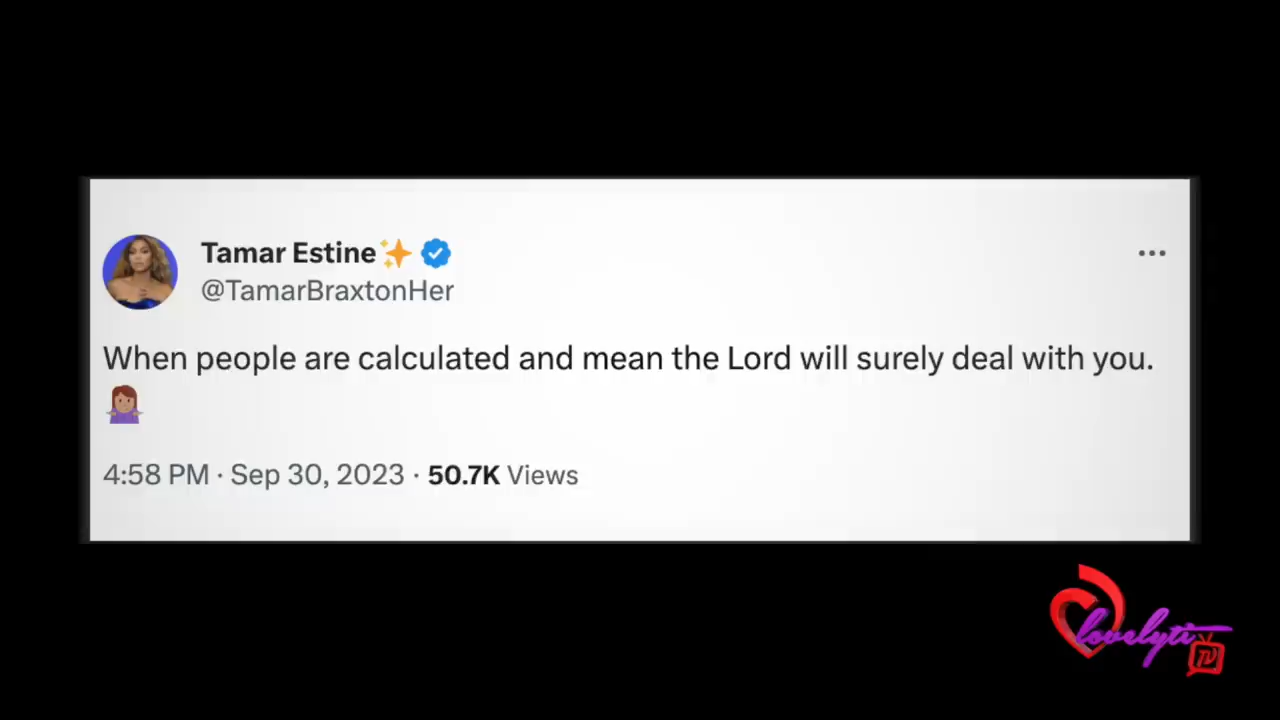 Tamar Estine✨
@TamarBraxtonHer
When people are calculated and mean the Lord will surely deal with you.
🤷🏽‍♀️
4:58 PM · Sep 30, 2023 · 50.7K Views
lovelyti
TV